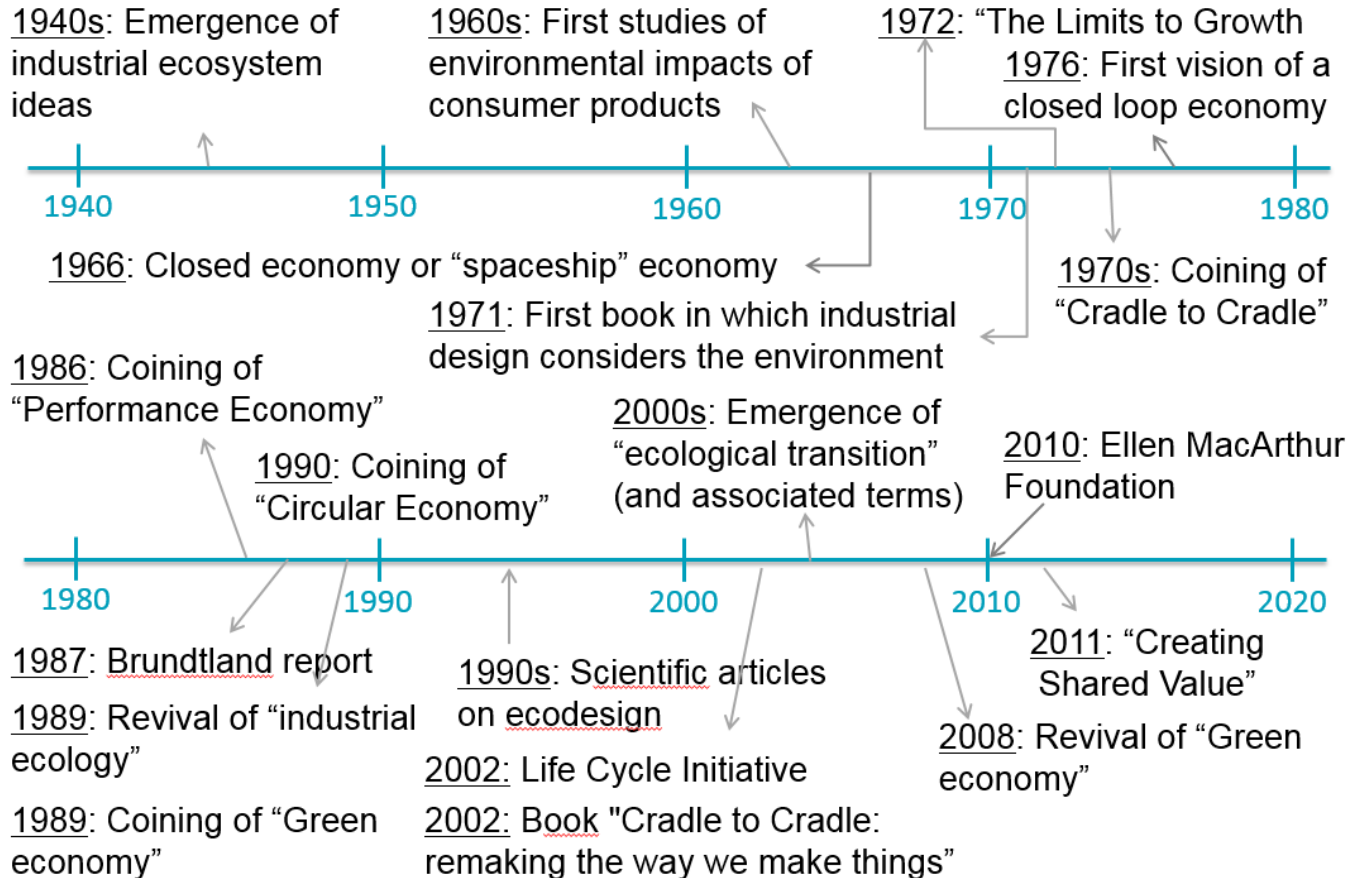 1940s: Emergence of
industrial ecosystem
ideas
1960s: First studies of
environmental impacts of
consumer products
1972: “The Limits to Growth
1976: First vision of a
closed loop economy
1940
1950
1960
1970
1980
1966: Closed economy or “spaceship” economy
1970s: Coining of
“Cradle to Cradle”
1971: First book in which industrial
design considers the environment
1986: Coining of
“Performance Economy”
1990: Coining of
“Circular Economy”
2000s: Emergence of
“ecological transition”
(and associated terms)
2010: Ellen MacArthur
Foundation
1980
1990
2000
2010
2020
1987: Brundtland report
1989: Revival of “industrial
ecology”
1989: Coining of “Green
economy”
1990s: Scientific articles
on ecodesign
2002: Life Cycle Initiative
2002: Book "Cradle to Cradle:
remaking the way we make things”
2011: “Creating
Shared Value”
2008: Revival of “Green
economy”